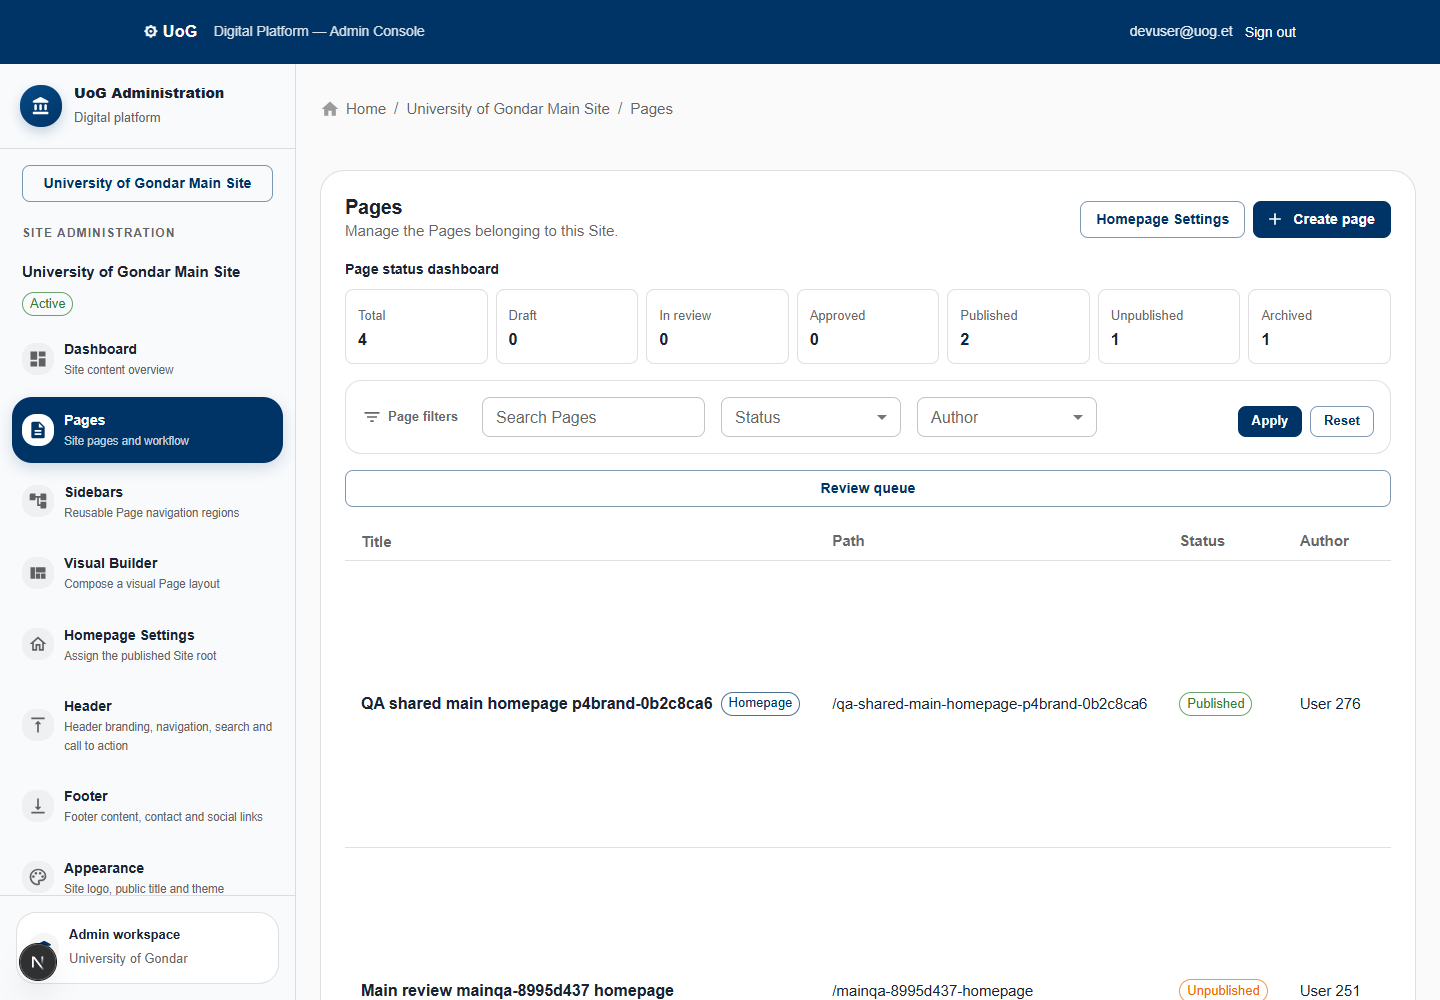 UoG Digital Platform — Admin Console
devuser@uog.et Sign out
UoG Administration
Digital platform
University of Gondar Main Site
SITE ADMINISTRATION
University of Gondar Main Site
Active
Dashboard
Site content overview
Pages
Site pages and workflow
Sidebars
Reusable Page navigation regions
Visual Builder
Compose a visual Page layout
Homepage Settings
Assign the published Site root
Header
Header branding, navigation, search and
call to action
Footer
Footer content, contact and social links
Appearance
Site logo, public title and theme
Admin workspace
University of Gondar
N
Home / University of Gondar Main Site / Pages
Pages
Manage the Pages belonging to this Site.
Homepage Settings
Create page
Page status dashboard
Total
4
Draft
0
In review
0
Approved
0
Published
2
Unpublished
1
Archived
1
Page filters
Search Pages
Status
Author
Apply
Reset
Review queue
Title Path Status Author
QA shared main homepage p4brand-0b2c8ca6 Homepage /qa-shared-main-homepage-p4brand-0b2c8ca6 Published User 276
Main review mainqa-8995d437 homepage /mainqa-8995d437-homepage Unpublished User 251